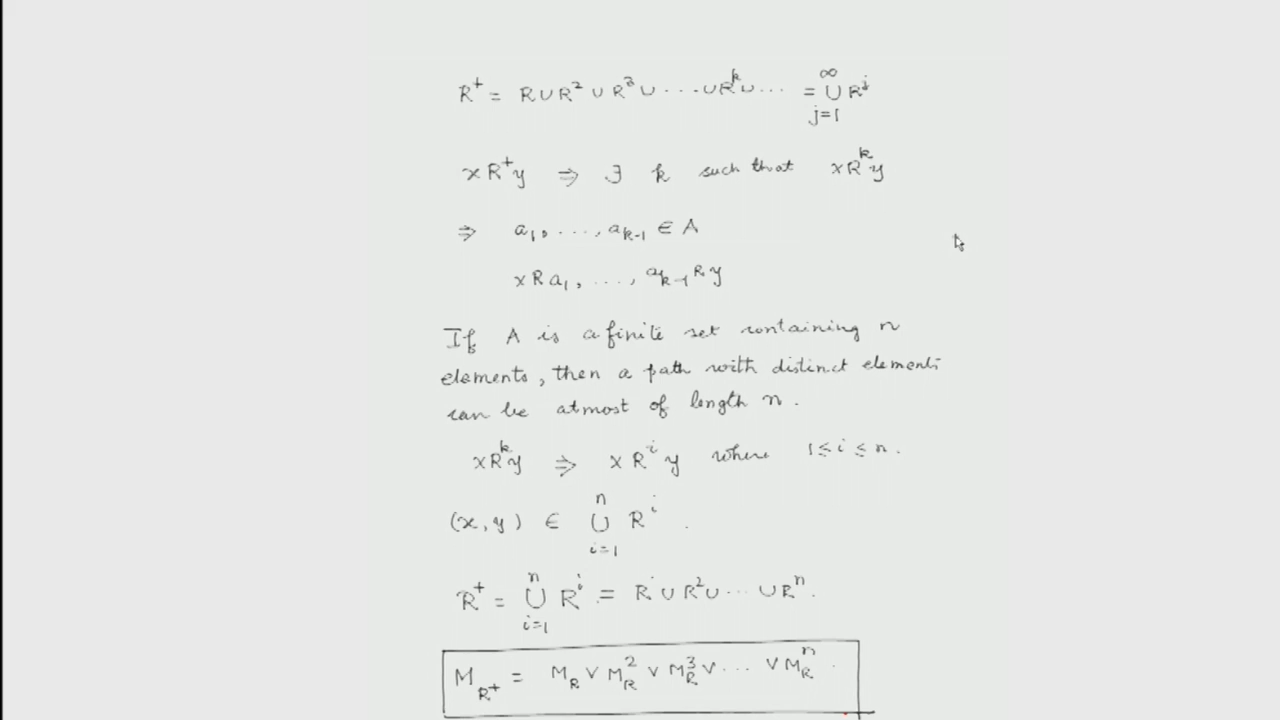 R⁺ = R ∪ R² ∪ R³ ∪ ··· ∪ Rᵏ ∪ ··· = ∞ ∪ j=1 Rʲ
x R⁺ y ⇒ ∃ k such that x Rᵏ y
⇒ a₁, ..., aₖ₋₁ ∈ A
x R a₁, ..., aₖ₋₁ R y
If A is a finite set containing n
elements, then a path with distinct elements
can be atmost of length n.
x Rᵏ y ⇒ x Rⁱ y where 1 ≤ i ≤ n.
(x, y) ∈ n ∪ i=1 Rⁱ.
R⁺ = n ∪ i=1 Rⁱ = R ∪ R² ∪ ··· ∪ Rⁿ.
M_R⁺ = M_R ∨ M_R² ∨ M_R³ ∨ ··· ∨ M_Rⁿ.